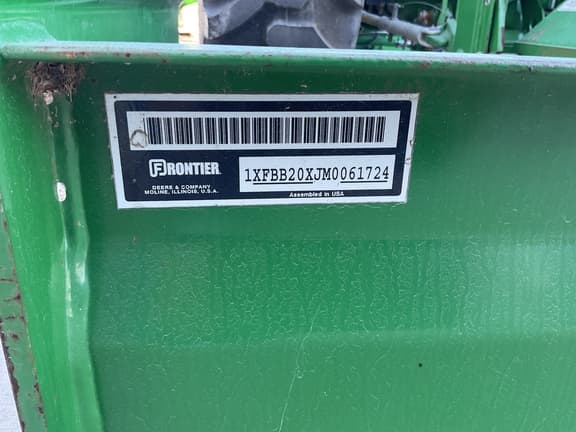 FRONTIER
DEERE & COMPANY
MOLINE, ILLINOIS, U.S.A.
1XFBB20XJM0061724
Assembled in USA